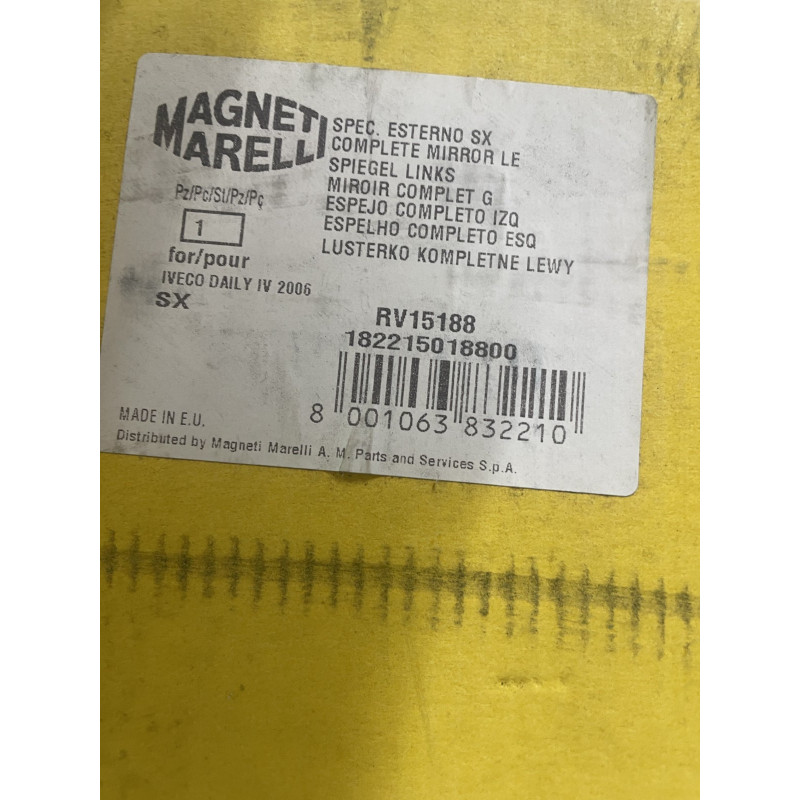 MAGNETI
MARELLI
Pz/Pc/St/Pz/Pç
1
for/pour
IVECO DAILY IV 2006
SX
SPEC. ESTERNO SX
COMPLETE MIRROR LE
SPIEGEL LINKS
MIROIR COMPLET G
ESPEJO COMPLETO IZQ
ESPELHO COMPLETO ESQ
LUSTERKO KOMPLETNE LEWY
RV15188
182215018800
8 001063 832210
MADE IN E.U.
Distributed by Magneti Marelli A. M. Parts and Services S.p.A.